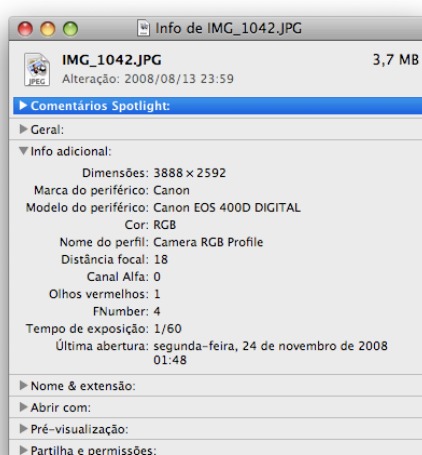 Info de IMG_1042.JPG
IMG_1042.JPG 3,7 MB
Alteração: 2008/08/13 23:59
JPEG
Comentários Spotlight:
Geral:
Info adicional:
Dimensões: 3888 × 2592
Marca do periférico: Canon
Modelo do periférico: Canon EOS 400D DIGITAL
Cor: RGB
Nome do perfil: Camera RGB Profile
Distância focal: 18
Canal Alfa: 0
Olhos vermelhos: 1
FNumber: 4
Tempo de exposição: 1/60
Última abertura: segunda-feira, 24 de novembro de 2008
01:48
Nome & extensão:
Abrir com:
Pré-visualização:
Partilha e permissões: